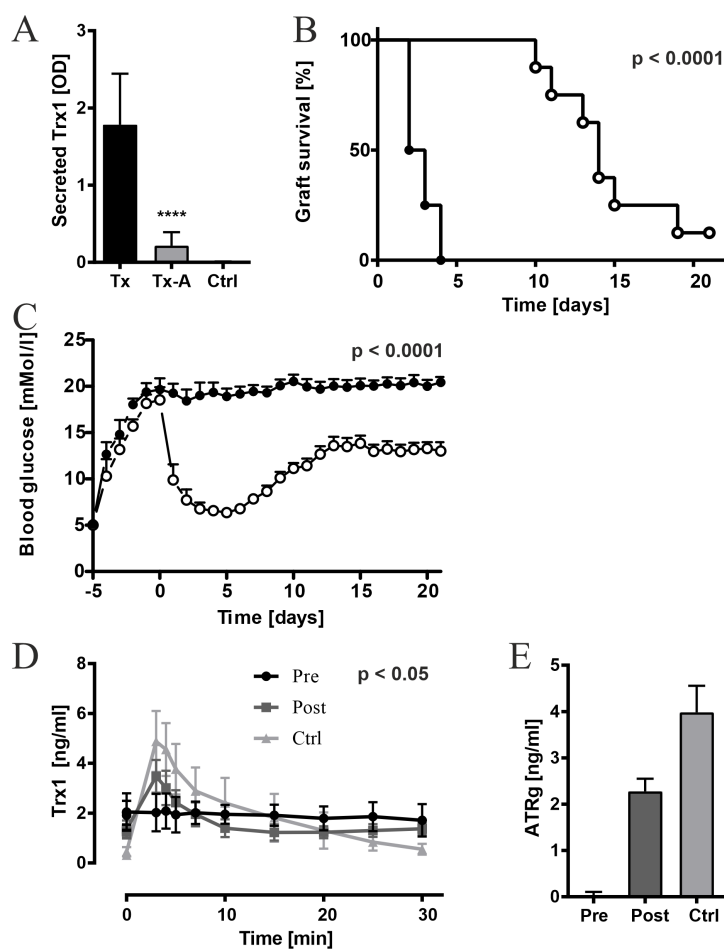 A
Secreted Trx1 [OD]
3
2
1
0
****
Tx Tx-A Ctrl
B
Graft survival [%]
100
50
0
p < 0.0001
0 5 10 15 20
Time [days]
C
Blood glucose [mMol/l]
25
20
15
10
5
0
p < 0.0001
-5 0 5 10 15 20
Time [days]
D
Trx1 [ng/ml]
8
6
4
2
0
Pre
Post
Ctrl
p < 0.05
0 10 20 30
Time [min]
E
ATRg [ng/ml]
5
4
3
2
1
0
Pre Post Ctrl